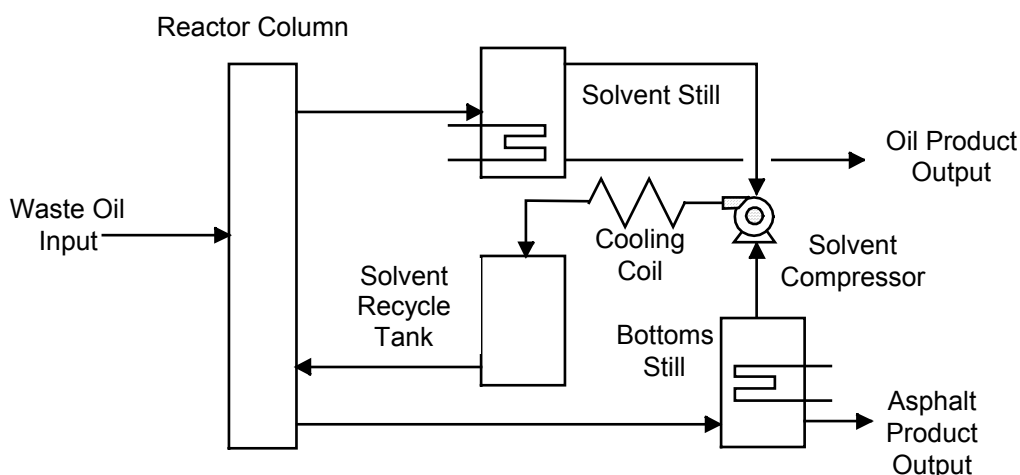 Reactor Column
Solvent Still
Oil Product
Output
Waste Oil
Input
Cooling
Coil
Solvent
Compressor
Solvent
Recycle
Tank
Bottoms
Still
Asphalt
Product
Output